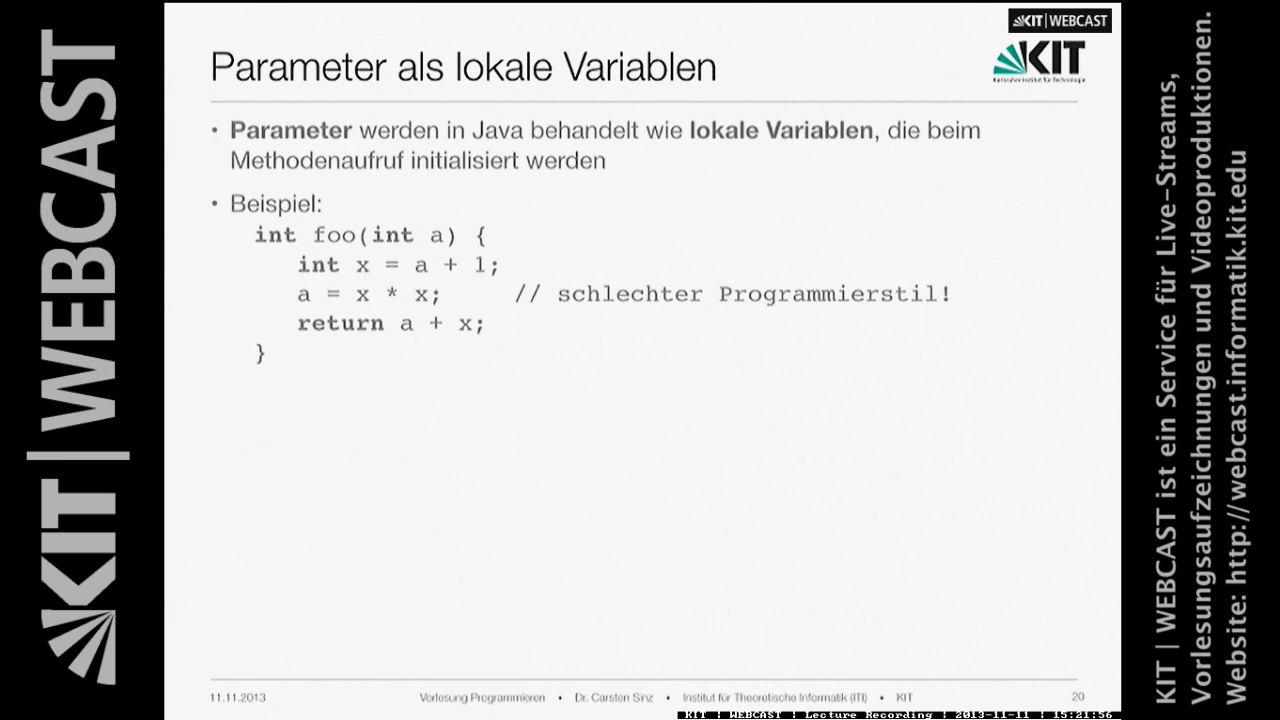 KIT | WEBCAST
KIT | WEBCAST
Parameter als lokale Variablen
KIT
Karlsruher Institut für Technologie
• Parameter werden in Java behandelt wie lokale Variablen, die beim
Methodenaufruf initialisiert werden
• Beispiel:
int foo(int a) {
int x = a + 1;
a = x * x; // schlechter Programmierstil!
return a + x;
}
11.11.2013 Vorlesung Programmieren • Dr. Carsten Sinz • Institut für Theoretische Informatik (ITI) • KIT 20
KIT | WEBCAST | Lecture Recording | 2013-11-11 | 15:21:56
KIT | WEBCAST ist ein Service für Live-Streams,
Vorlesungsaufzeichnungen und Videoproduktionen.
Website: http://webcast.informatik.kit.edu